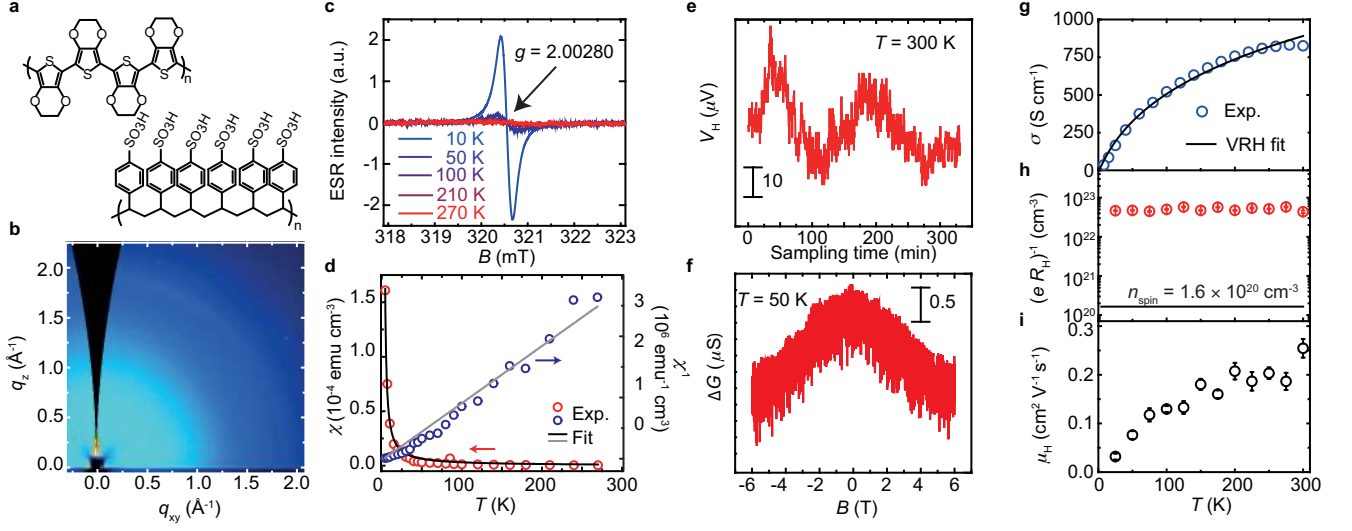 a
O
O
O
O
S
S
S
S
O
O
O
O
n
SO3H
SO3H
SO3H
SO3H
SO3H
SO3H
n
b
2.0
1.5
1.0
0.5
0.0
qz (Å-1)
0.0
0.5
1.0
1.5
2.0
qxy (Å-1)
c
2
1
0
-1
-2
ESR intensity (a.u.)
g = 2.00280
10 K
50 K
100 K
210 K
270 K
318 319 320 321 322 323
B (mT)
d
1.5
1.0
0.5
0.0
χ (10-4 emu cm-3)
3
2
1
0
χ-1 (106 emu-1 cm3)
Exp.
Fit
0 100 200 300
T (K)
e
T = 300 K
VH (μV)
10
0 100 200 300
Sampling time (min)
f
T = 50 K
0.5
ΔG (μS)
-6 -4 -2 0 2 4 6
B (T)
g
1000
750
500
250
0
σ (S cm-1)
Exp.
VRH fit
h
1023
1022
1021
1020
(e RH)-1 (cm-3)
nspin = 1.6 × 1020 cm-3
i
0.3
0.2
0.1
0.0
μH (cm2 V-1 s-1)
0 50 100 150 200 250 300
T (K)